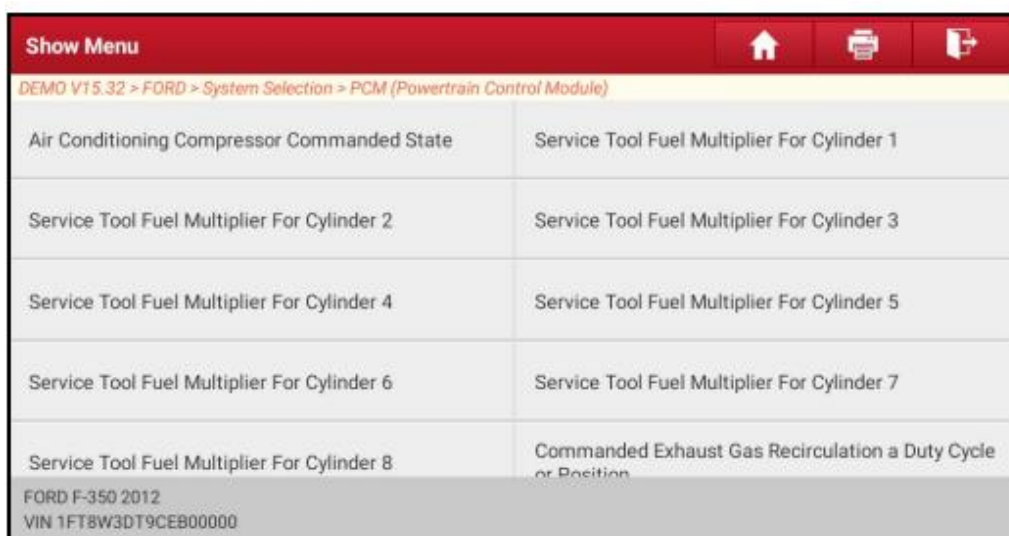 Show Menu
DEMO V15.32 > FORD > System Selection > PCM (Powertrain Control Module)
Air Conditioning Compressor Commanded State
Service Tool Fuel Multiplier For Cylinder 1
Service Tool Fuel Multiplier For Cylinder 2
Service Tool Fuel Multiplier For Cylinder 3
Service Tool Fuel Multiplier For Cylinder 4
Service Tool Fuel Multiplier For Cylinder 5
Service Tool Fuel Multiplier For Cylinder 6
Service Tool Fuel Multiplier For Cylinder 7
Service Tool Fuel Multiplier For Cylinder 8
Commanded Exhaust Gas Recirculation a Duty Cycle
or Position
FORD F-350 2012
VIN 1FT8W3DT9CEB00000